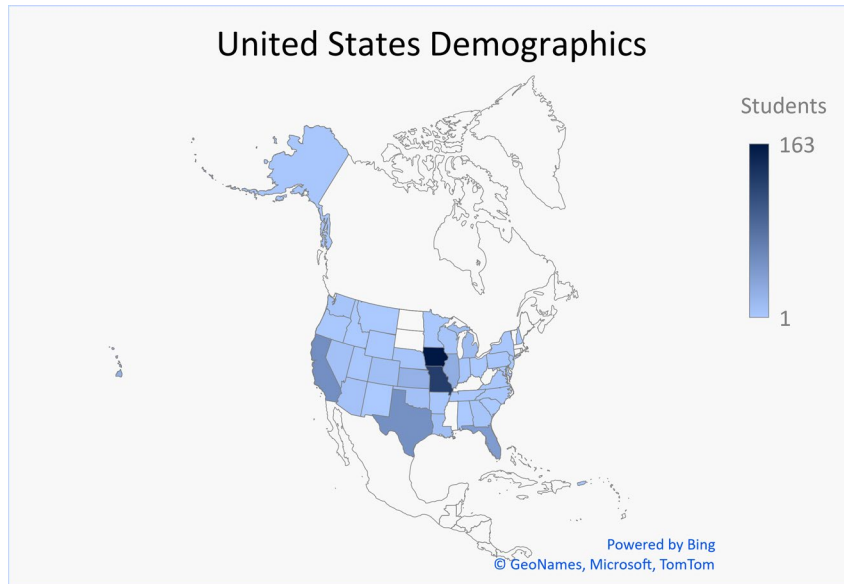 United States Demographics
Students
163
1
Powered by Bing
© GeoNames, Microsoft, TomTom